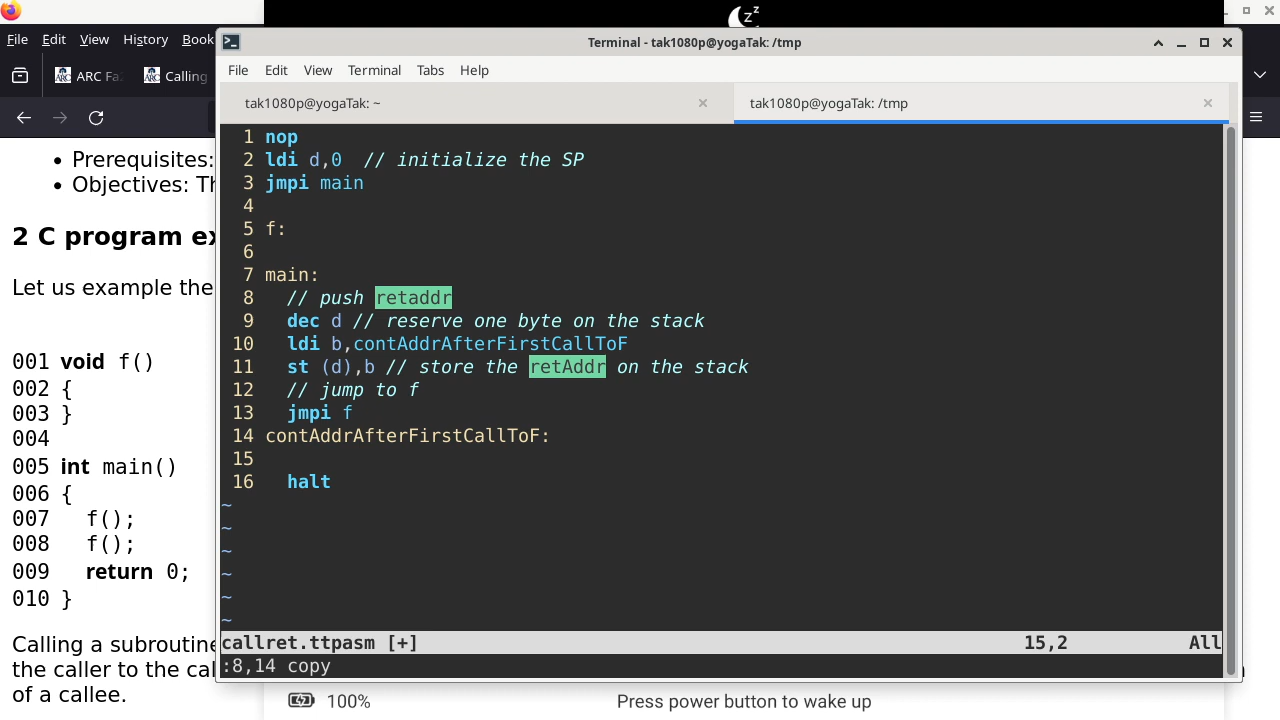 File Edit View History Book
Terminal - tak1080p@yogaTak: /tmp
File Edit View Terminal Tabs Help
ARC Fa
Calling
tak1080p@yogaTak: ~
tak1080p@yogaTak: /tmp
• Prerequisites:
• Objectives: Th
2 C program ex
Let us example the
001 void f()
002 {
003 }
004
005 int main()
006 {
007 f();
008 f();
009 return 0;
010 }
Calling a subroutine
the caller to the cal
of a callee.
1 nop
2 ldi d,0 // initialize the SP
3 jmpi main
4
5 f:
6
7 main:
8 // push retaddr
9 dec d // reserve one byte on the stack
10 ldi b,contAddrAfterFirstCallToF
11 st (d),b // store the retAddr on the stack
12 // jump to f
13 jmpi f
14 contAddrAfterFirstCallToF:
15
16 halt
~
~
~
~
~
~
callret.ttpasm [+] 15,2 All
:8,14 copy
100% Press power button to wake up